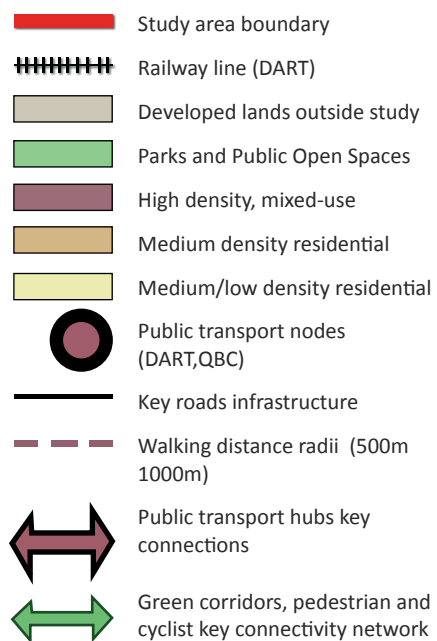 Study area boundary
Railway line (DART)
Developed lands outside study
Parks and Public Open Spaces
High density, mixed-use
Medium density residential
Medium/low density residential
Public transport nodes
(DART,QBC)
Key roads infrastructure
Walking distance radii (500m
1000m)
Public transport hubs key
connections
Green corridors, pedestrian and
cyclist key connectivity network